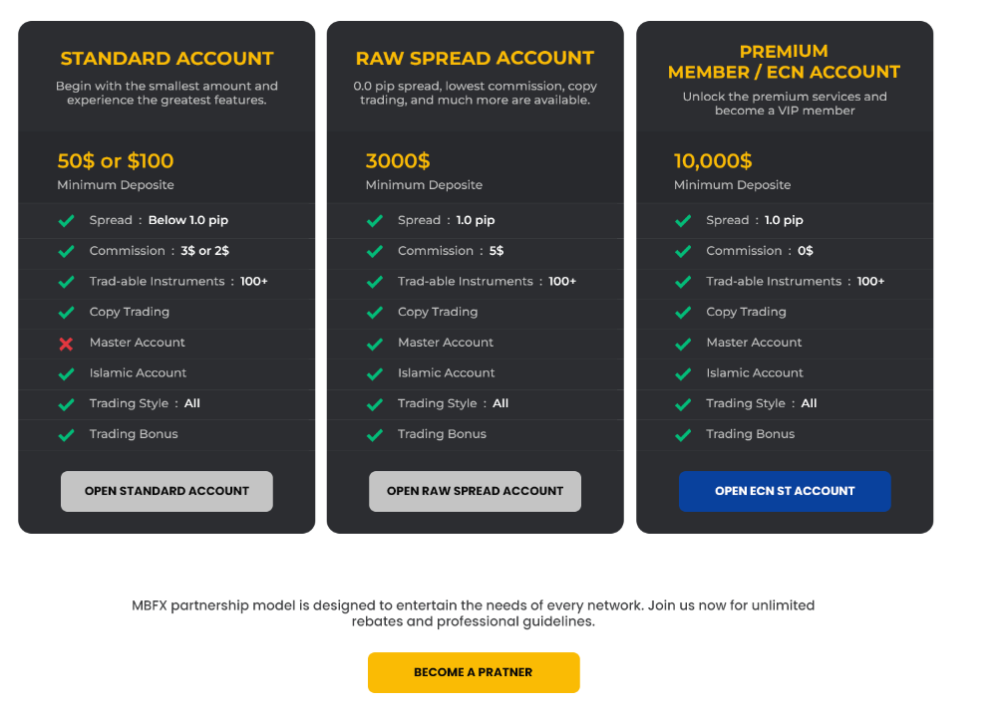 STANDARD ACCOUNT
Begin with the smallest amount and
experience the greatest features.
50$ or $100
Minimum Deposite
Spread : Below 1.0 pip
Commission : 3$ or 2$
Trad-able Instruments : 100+
Copy Trading
Master Account
Islamic Account
Trading Style : All
Trading Bonus
OPEN STANDARD ACCOUNT
RAW SPREAD ACCOUNT
0.0 pip spread, lowest commission, copy
trading, and much more are available.
3000$
Minimum Deposite
Spread : 1.0 pip
Commission : 5$
Trad-able Instruments : 100+
Copy Trading
Master Account
Islamic Account
Trading Style : All
Trading Bonus
OPEN RAW SPREAD ACCOUNT
PREMIUM
MEMBER / ECN ACCOUNT
Unlock the premium services and
become a VIP member
10,000$
Minimum Deposite
Spread : 1.0 pip
Commission : 0$
Trad-able Instruments : 100+
Copy Trading
Master Account
Islamic Account
Trading Style : All
Trading Bonus
OPEN ECN ST ACCOUNT
MBFX partnership model is designed to entertain the needs of every network. Join us now for unlimited
rebates and professional guidelines.
BECOME A PRATNER